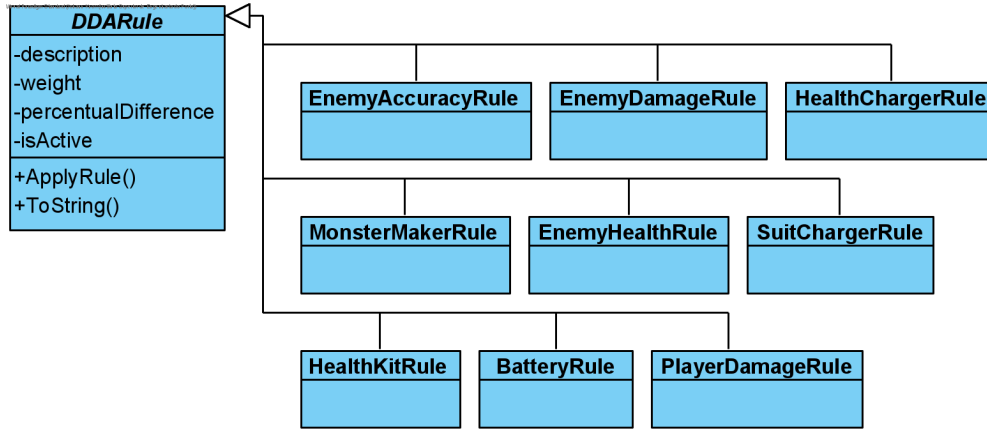 DDARule
-description
-weight
-percentualDifference
-isActive
+ApplyRule()
+ToString()
EnemyAccuracyRule
EnemyDamageRule
HealthChargerRule
MonsterMakerRule
EnemyHealthRule
SuitChargerRule
HealthKitRule
BatteryRule
PlayerDamageRule